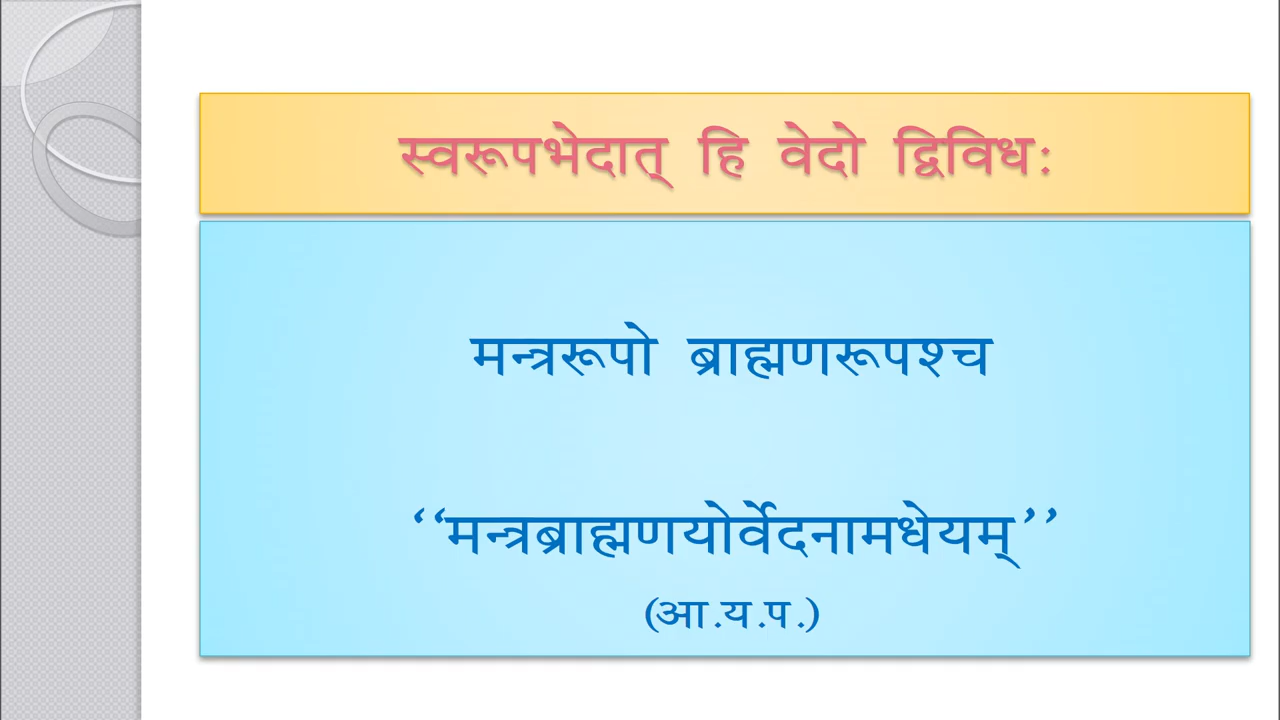 स्वरूपभेदात् हि वेदो द्विविधः
मन्त्ररूपो ब्राह्मणरूपश्च
‘‘मन्त्रब्राह्मणयोर्वेदनामधेयम्’’
(आ.य.प.)